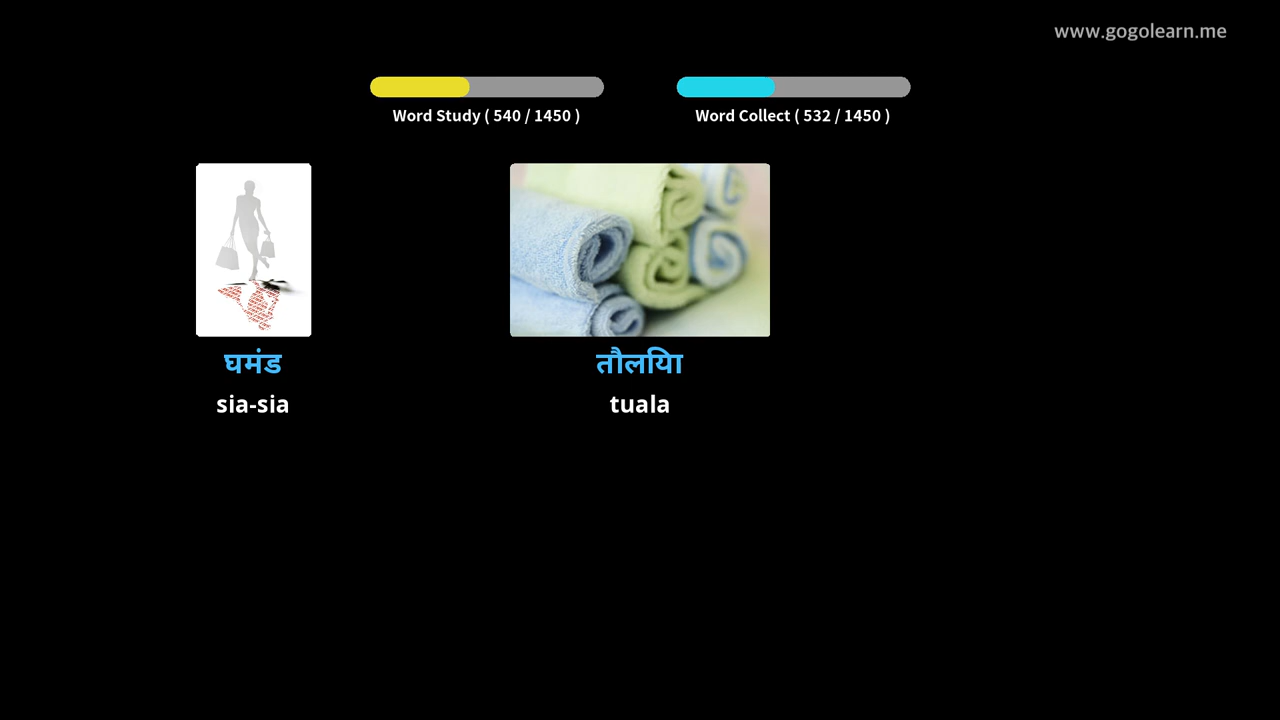 www.gogolearn.me
Word Study ( 540 / 1450 )
Word Collect ( 532 / 1450 )
घमंड
sia-sia
तौलिया
tuala